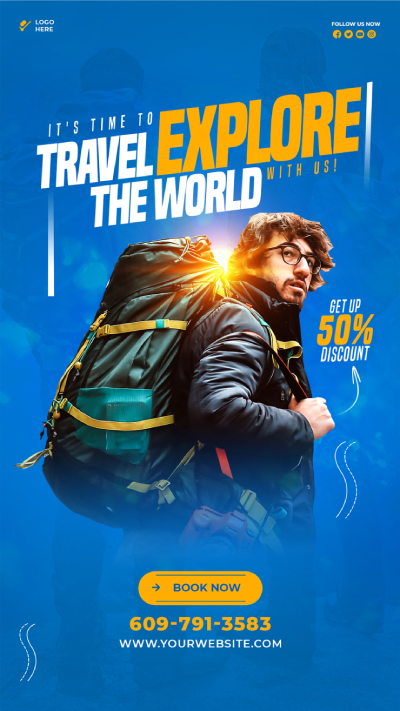 LOGO
HERE
FOLLOW US NOW
IT'S TIME TO
EXPLORE
TRAVEL
WITH US!
THE WORLD
GET UP
50%
DISCOUNT
BOOK NOW
609-791-3583
WWW.YOURWEBSITE.COM